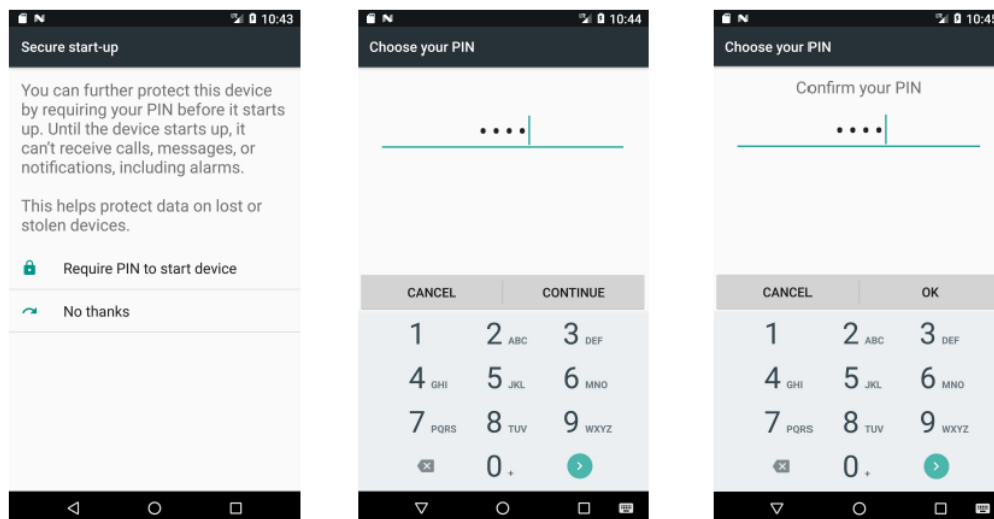 10:43
Secure start-up
You can further protect this device
by requiring your PIN before it starts
up. Until the device starts up, it
can't receive calls, messages, or
notifications, including alarms.
This helps protect data on lost or
stolen devices.
Require PIN to start device
No thanks
10:44
Choose your PIN
CANCEL CONTINUE
1 2 ABC 3 DEF
4 GHI 5 JKL 6 MNO
7 PQRS 8 TUV 9 WXYZ
0 +
10:45
Choose your PIN
Confirm your PIN
CANCEL OK
1 2 ABC 3 DEF
4 GHI 5 JKL 6 MNO
7 PQRS 8 TUV 9 WXYZ
0 +